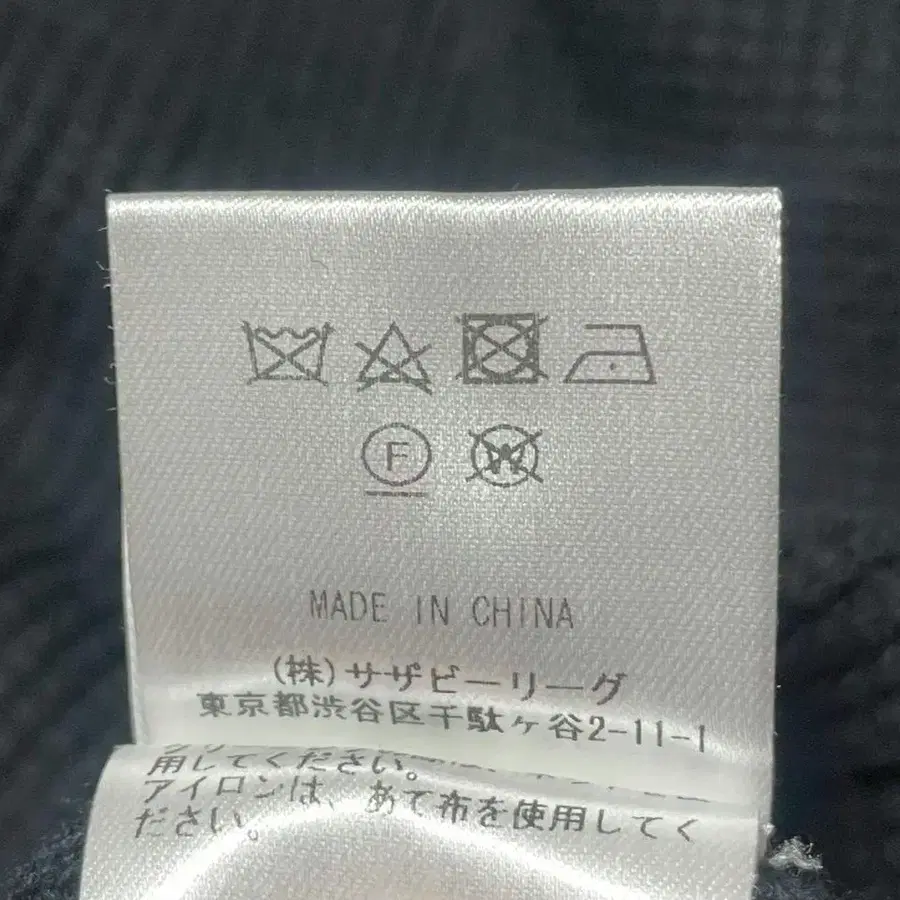 F
W
MADE IN CHINA
(株)サザビーリーグ
東京都渋谷区千駄ヶ谷2-11-1
用してください。
アイロンは、あて布を使用してく
ださい。